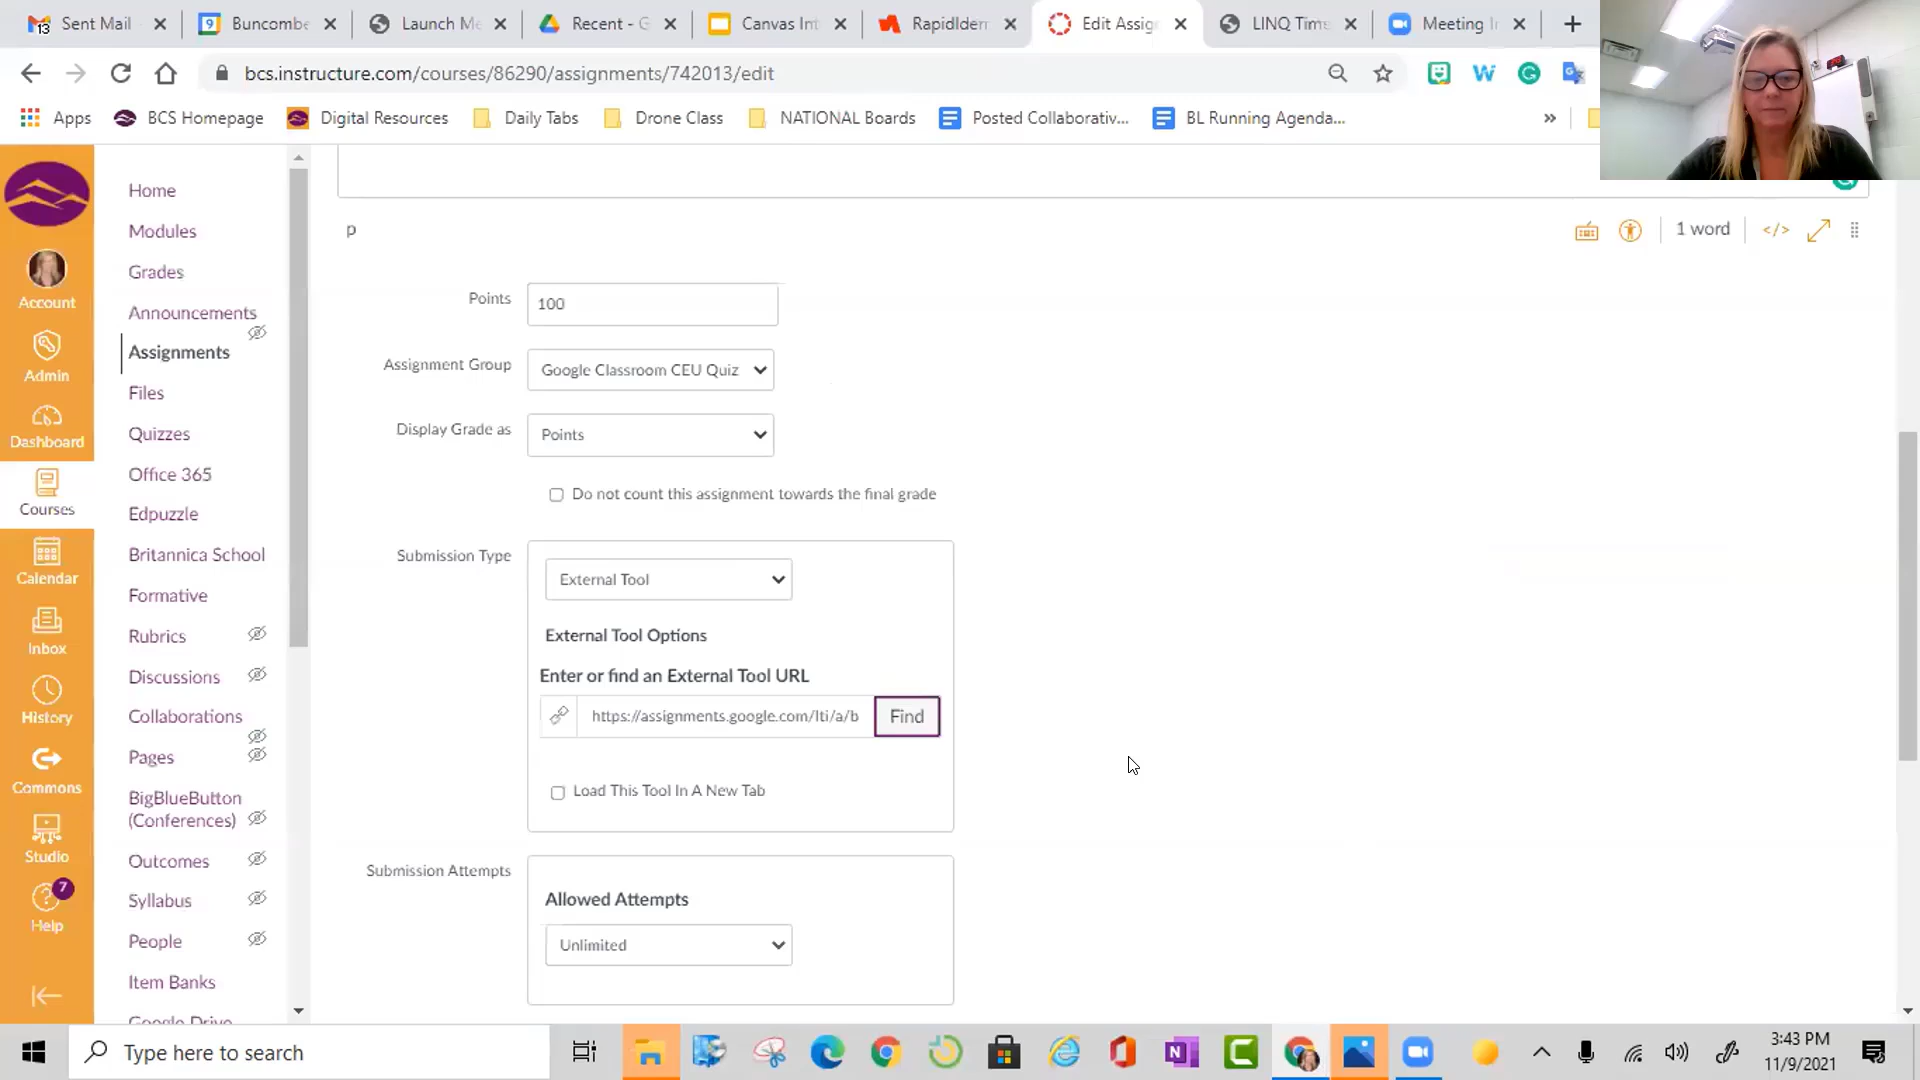 Sent Mail
Buncombe
Launch Me
Recent - G
Canvas Int
RapidIden
Edit Assig
LINQ Time
Meeting I
bcs.instructure.com/courses/86290/assignments/742013/edit
Apps
BCS Homepage
Digital Resources
Daily Tabs
Drone Class
NATIONAL Boards
Posted Collaborativ...
BL Running Agenda...
Account
Admin
Dashboard
Courses
Calendar
Inbox
History
Commons
Studio
7
Help
Home
Modules
Grades
Announcements
Assignments
Files
Quizzes
Office 365
Edpuzzle
Britannica School
Formative
Rubrics
Discussions
Collaborations
Pages
BigBlueButton
(Conferences)
Outcomes
Syllabus
People
Item Banks
Google Drive
p
1 word
</>
Points
100
Assignment Group
Google Classroom CEU Quiz
Display Grade as
Points
Do not count this assignment towards the final grade
Submission Type
External Tool
External Tool Options
Enter or find an External Tool URL
https://assignments.google.com/lti/a/b
Find
Load This Tool In A New Tab
Submission Attempts
Allowed Attempts
Unlimited
Type here to search
3:43 PM
11/9/2021